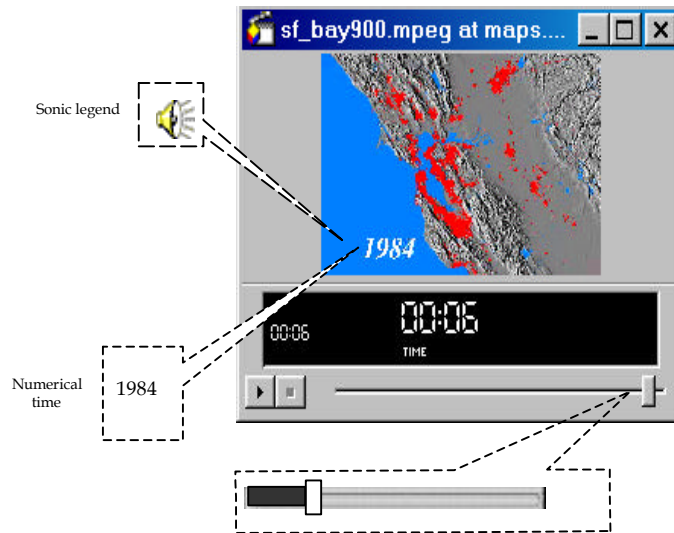 sf_bay900.mpeg at maps....
Sonic legend
1984
00:06
00:06
TIME
Numerical
time
1984